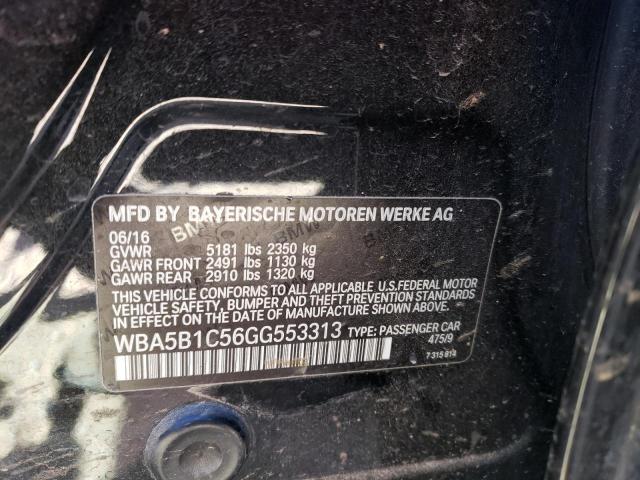 MFD BY BAYERISCHE MOTOREN WERKE AG
06/16
GVWR 5181 lbs 2350 kg
GAWR FRONT 2491 lbs 1130 kg
GAWR REAR 2910 lbs 1320 kg
THIS VEHICLE CONFORMS TO ALL APPLICABLE U.S.FEDERAL MOTOR
VEHICLE SAFETY, BUMPER AND THEFT PREVENTION STANDARDS
IN EFFECT ON THE DATE OF MANUFACTURE SHOWN ABOVE.
WBA5B1C56GG553313 TYPE: PASSENGER CAR
475/9
7 315 814